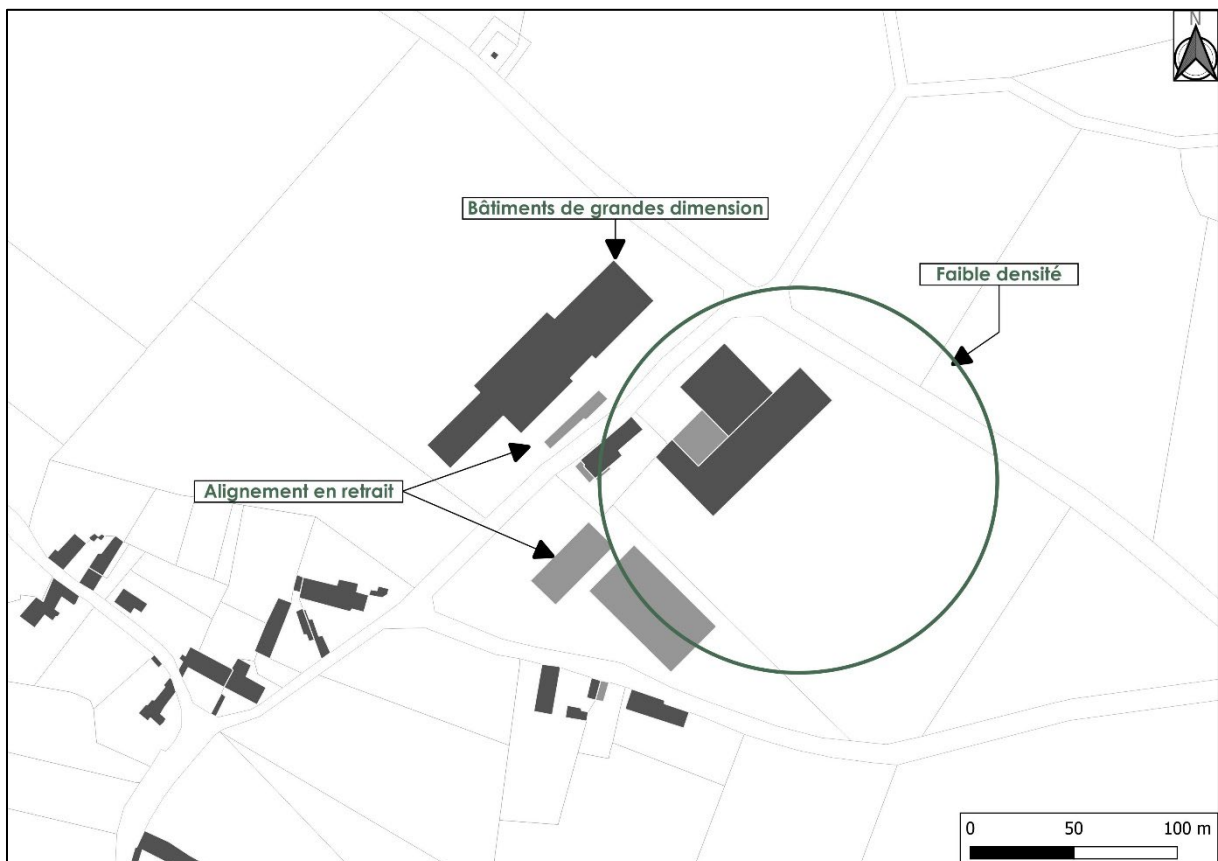 N
Bâtiments de grandes dimension
Faible densité
Alignement en retrait
0 50 100 m